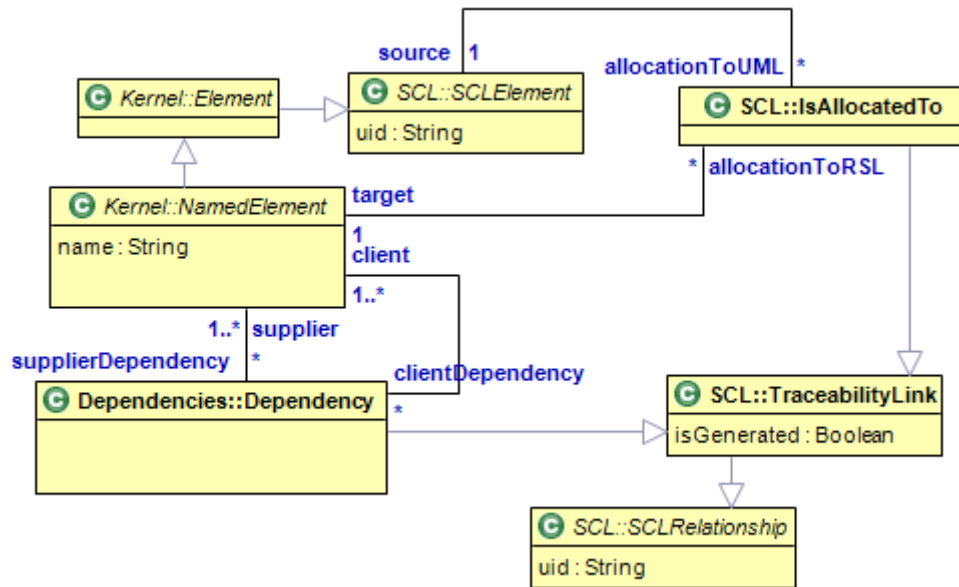 source 1
allocationToUML *
C Kernel::Element
C SCL::SCLElement
uid : String
C SCL::IsAllocatedTo
* allocationToRSL
C Kernel::NamedElement
name : String
target
1
client
1..*
1..* supplier
supplierDependency *
clientDependency
*
C Dependencies::Dependency
C SCL::TraceabilityLink
isGenerated : Boolean
C SCL::SCLRelationship
uid : String